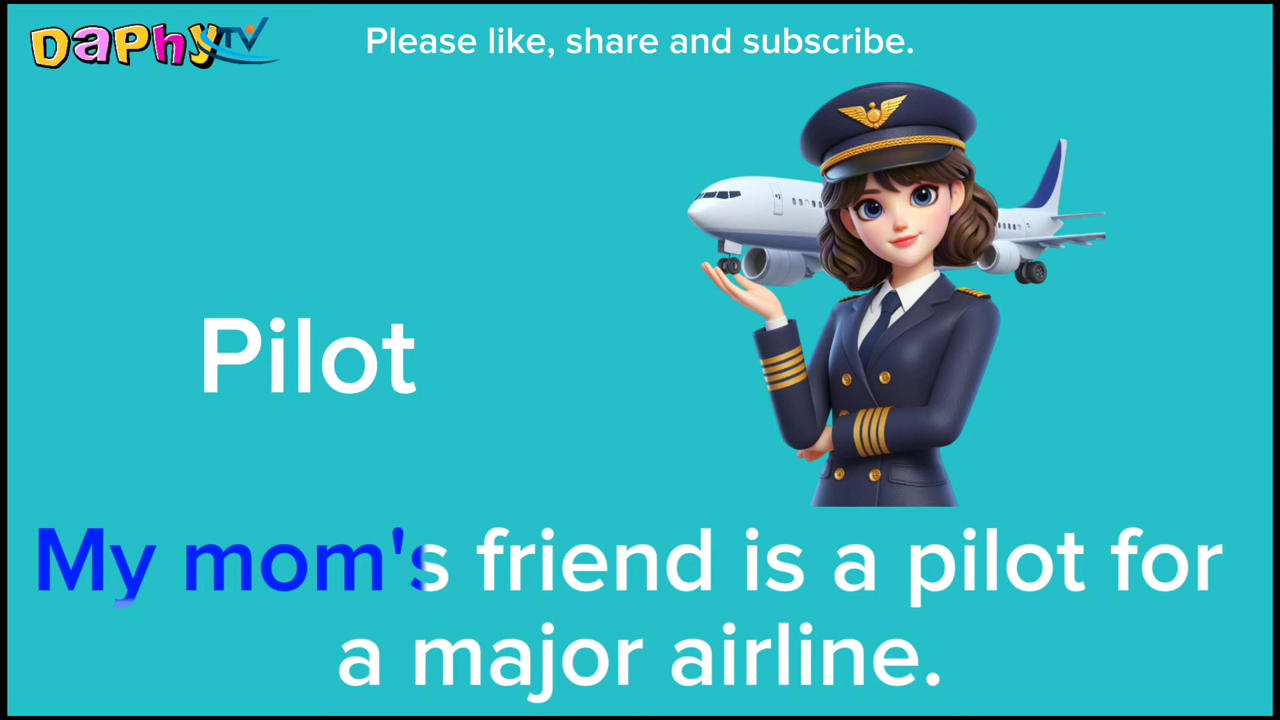 DaPhy TV
Please like, share and subscribe.
Pilot
My mom's friend is a pilot for
a major airline.